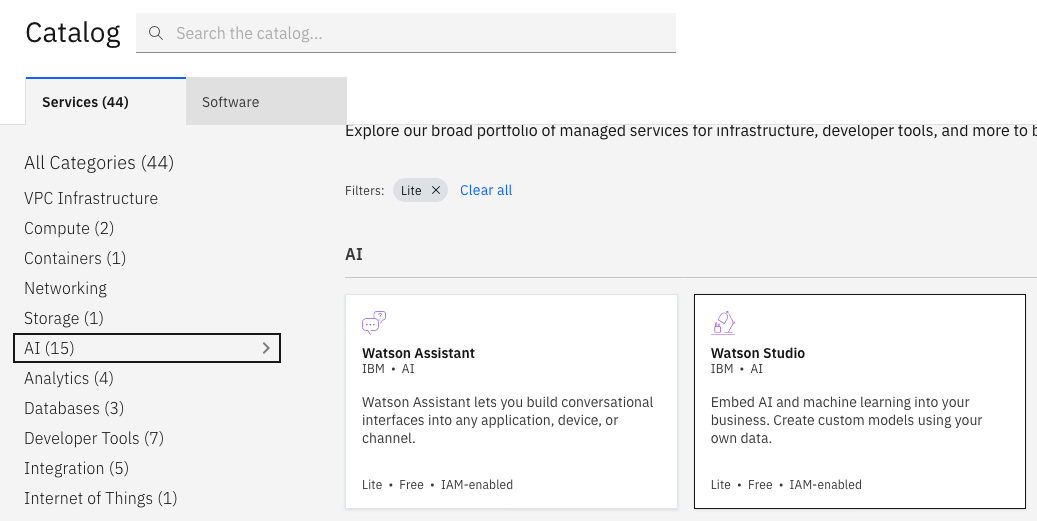 Catalog
Search the catalog...
Services (44)
Software
Explore our broad portfolio of managed services for infrastructure, developer tools, and more to
All Categories (44)
VPC Infrastructure
Compute (2)
Containers (1)
Networking
Storage (1)
AI (15)
Analytics (4)
Databases (3)
Developer Tools (7)
Integration (5)
Internet of Things (1)
Filters:
Lite
Clear all
AI
Watson Assistant
IBM • AI
Watson Assistant lets you build conversational
interfaces into any application, device, or
channel.
Lite • Free • IAM-enabled
Watson Studio
IBM • AI
Embed AI and machine learning into your
business. Create custom models using your
own data.
Lite • Free • IAM-enabled